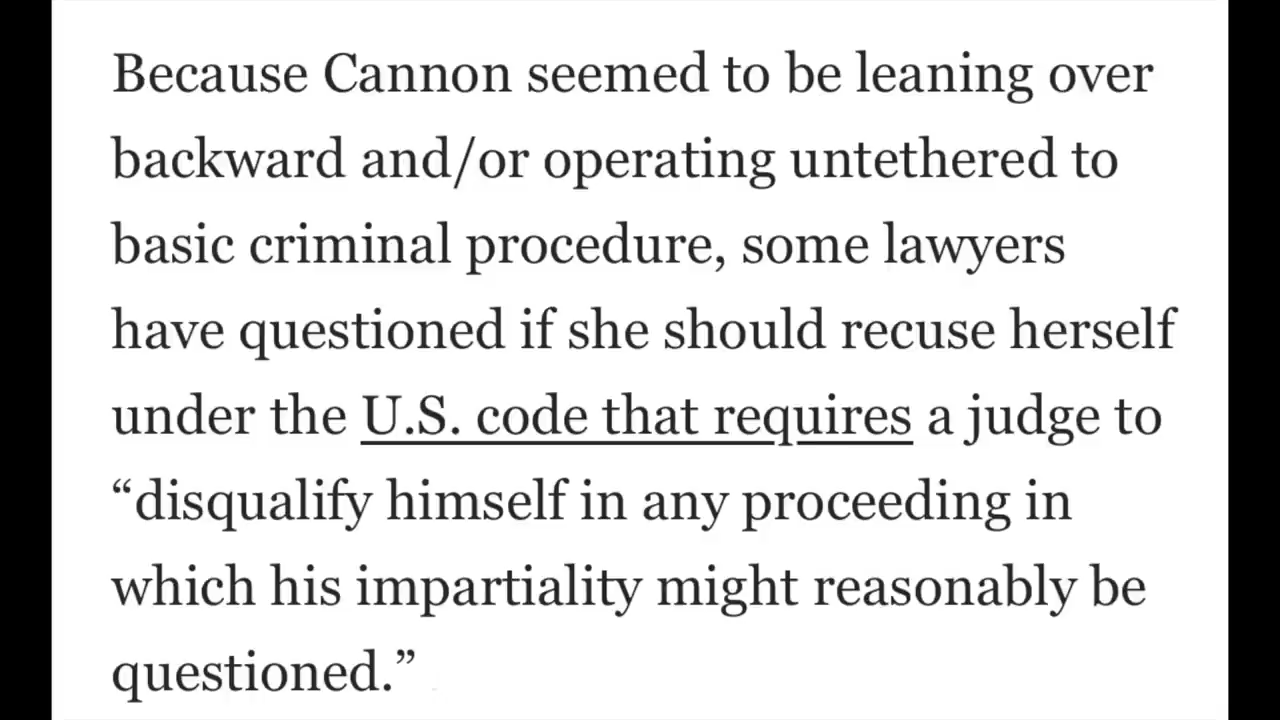 Because Cannon seemed to be leaning over
backward and/or operating untethered to
basic criminal procedure, some lawyers
have questioned if she should recuse herself
under the U.S. code that requires a judge to
“disqualify himself in any proceeding in
which his impartiality might reasonably be
questioned.”